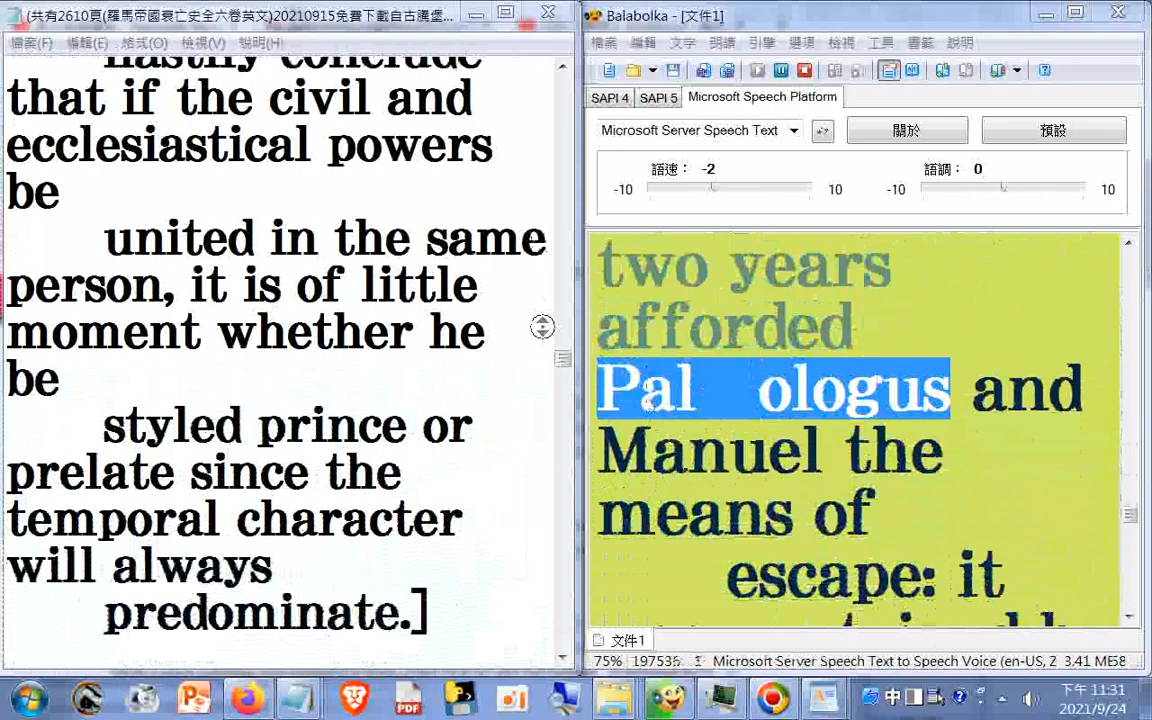 (共有2610頁(羅馬帝國衰亡史全六卷英文)20210915免費下載自古騰堡...
檔案(F) 編輯(E) 格式(O) 檢視(V) 說明(H)
hastily conclude
that if the civil and
ecclesiastical powers
be
united in the same
person, it is of little
moment whether he
be
styled prince or
prelate since the
temporal character
will always
predominate.]
Balabolka - [文件1]
檔案 編輯 文字 朗讀 引擎 選項 檢視 工具 書籤 說明
SAPI 4 SAPI 5 Microsoft Speech Platform
Microsoft Server Speech Text 關於 預設
語速： -2 語調： 0
-10 10 -10 10
two years
afforded
Pal ologus and
Manuel the
means of
escape: it
文件1
75% 197536 1 Microsoft Server Speech Text to Speech Voice (en-US, 2 3.41 ME58
中 下午 11:31
2021/9/24